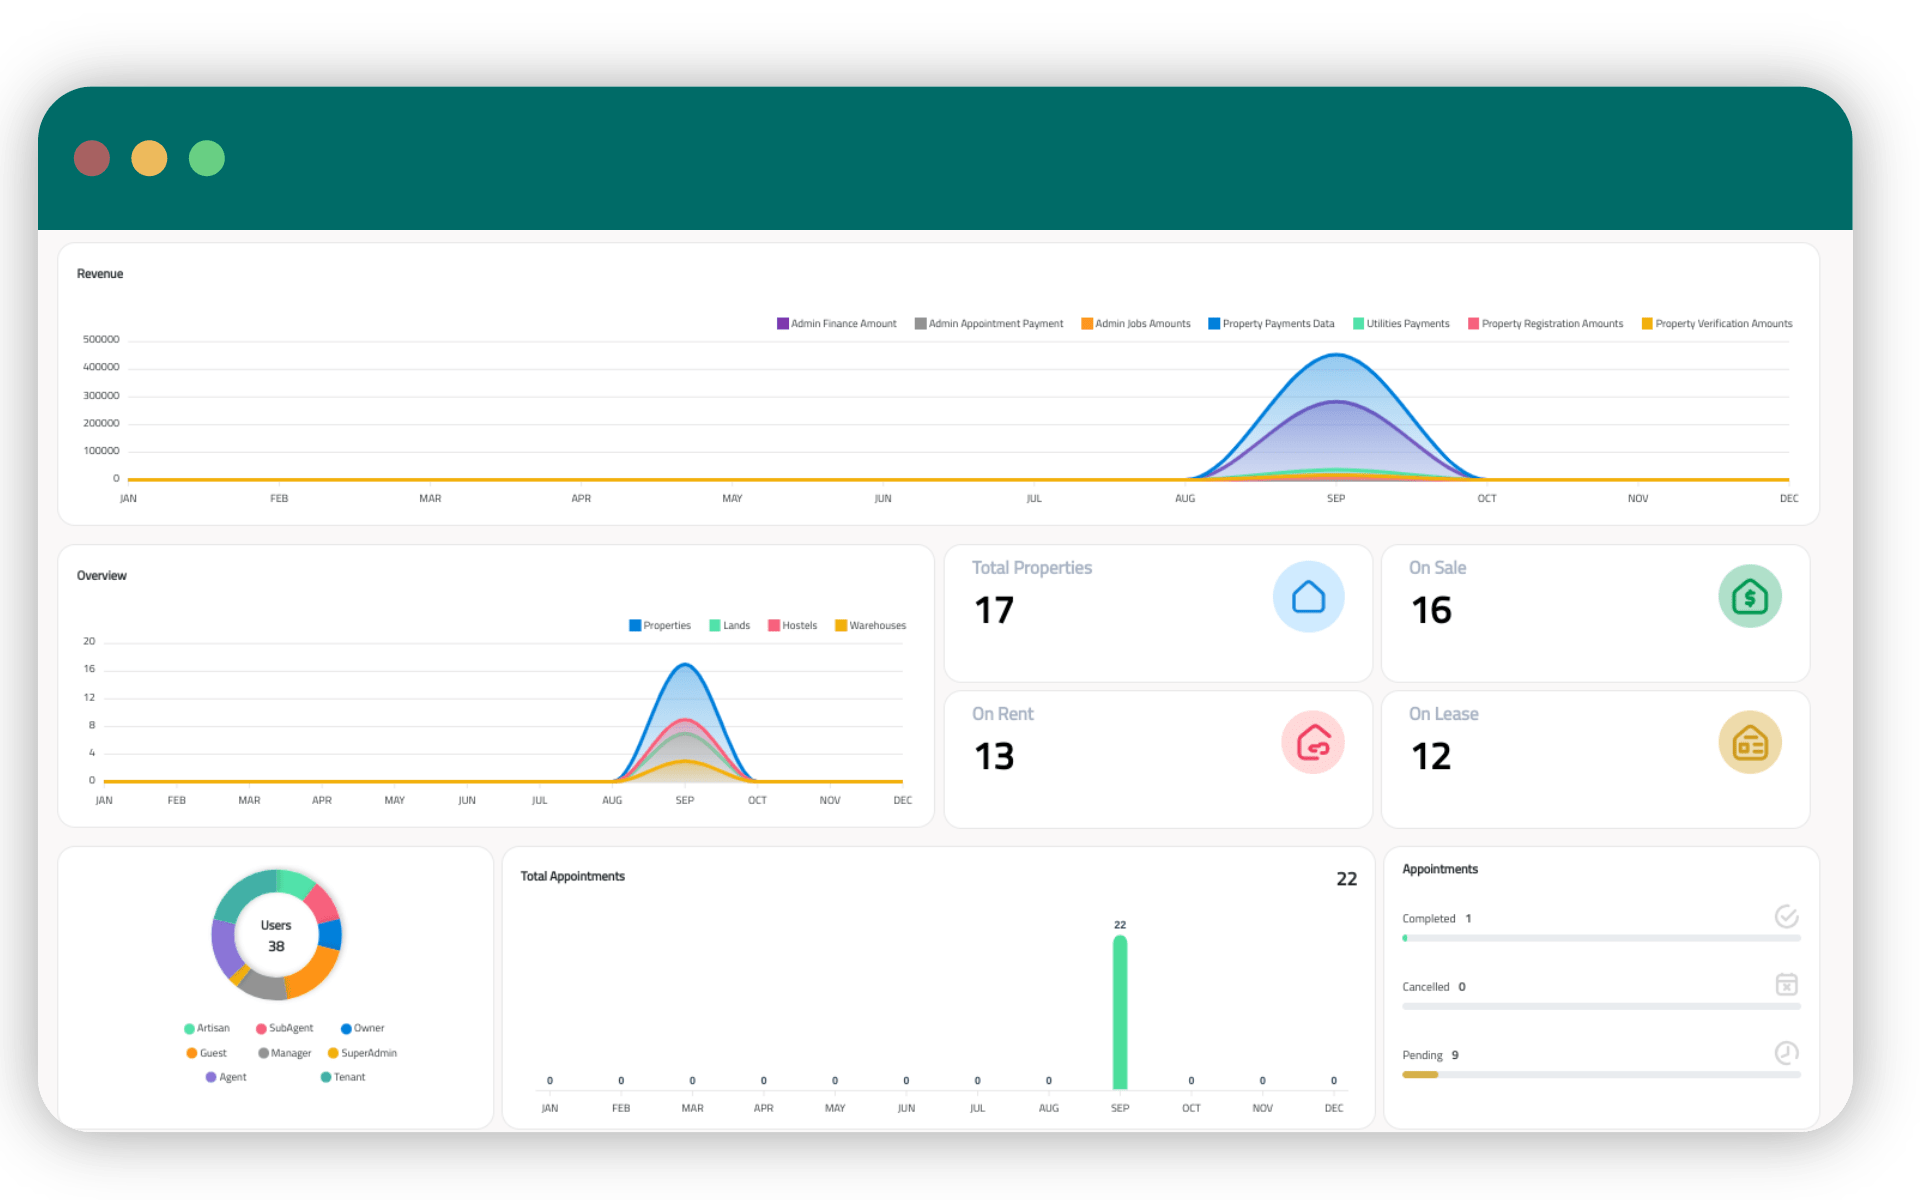 Revenue
Admin Finance Amount Admin Appointment Payment Admin Jobs Amounts Property Payments Data Utilities Payments Property Registration Amounts Property Verification Amounts
500000
400000
300000
200000
100000
0
JAN FEB MAR APR MAY JUN JUL AUG SEP OCT NOV DEC
Overview
Properties Lands Hostels Warehouses
20
16
12
8
4
0
JAN FEB MAR APR MAY JUN JUL AUG SEP OCT NOV DEC
Total Properties
17
On Sale
16
$
On Rent
13
On Lease
12
Users
38
Artisan SubAgent Owner
Guest Manager SuperAdmin
Agent Tenant
Total Appointments 22
22
0 0 0 0 0 0 0 0 0 0 0
JAN FEB MAR APR MAY JUN JUL AUG SEP OCT NOV DEC
Appointments
Completed 1
Cancelled 0
Pending 9